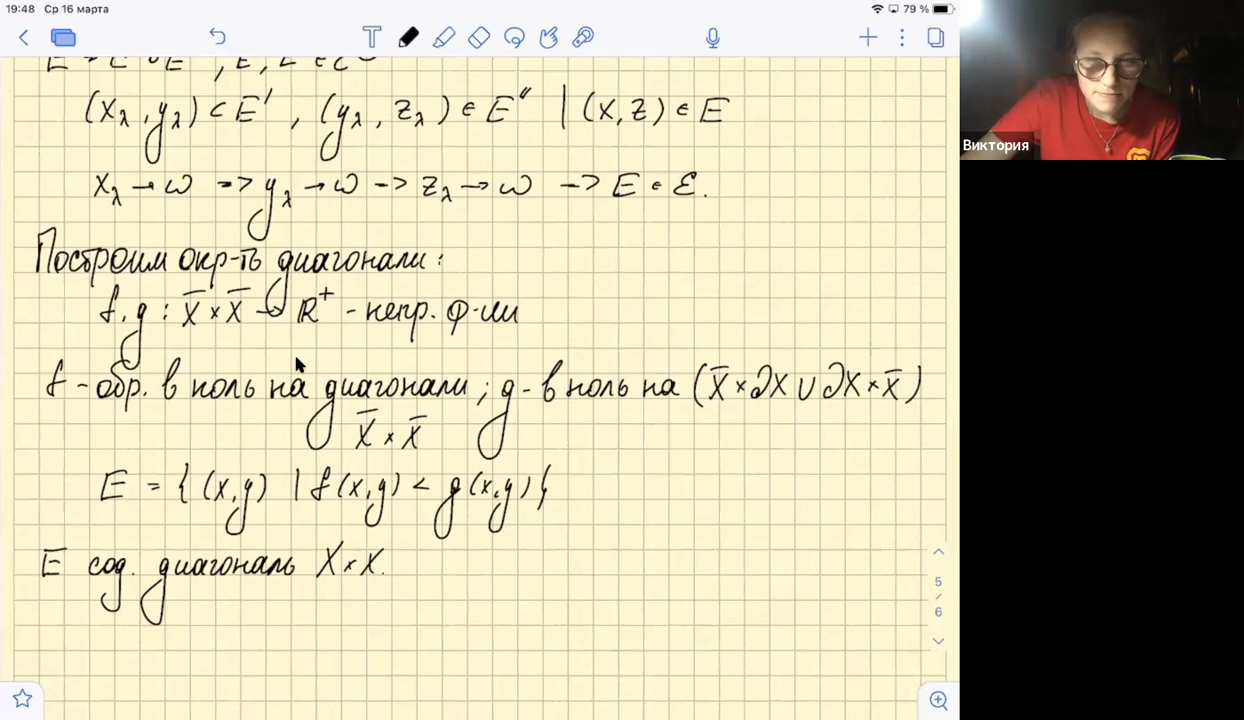 19:48 Ср 16 марта
79 %
(x_λ, y_λ) ⊂ E', (y_λ, z_λ) ∈ E'' | (x, z) ∈ E
x_λ → ω => y_λ → ω => z_λ → ω -> E ∈ ℰ.
Построим окр-ть диагонали:
f, g : X̄ × X̄ → R⁺ - непр. ф-ии
f - обр. в ноль на диагонали; g - в ноль на (X̄ × ∂X ∪ ∂X × X̄)
X̄ × X̄
E = { (x,y) | f(x,y) < g(x,y) }
E сод. диагональ X × X.
5
6
Виктория